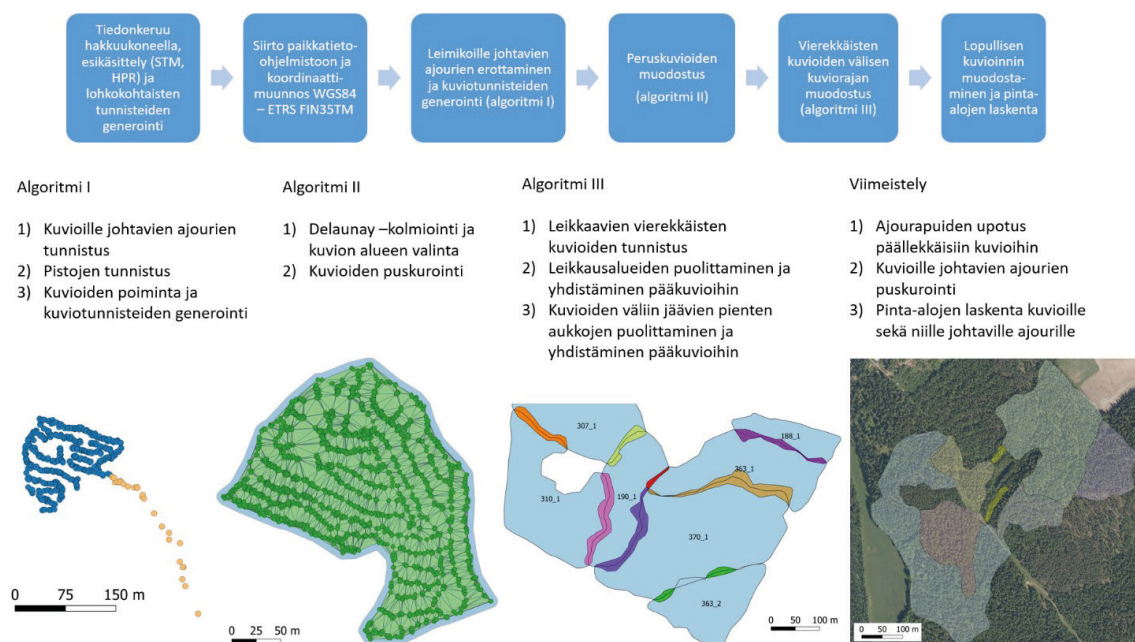 Tiedonkeruu
hakkuukoneella,
esikäsittely (STM,
HPR) ja
lohkokohtaisten
tunnisteiden
generointi
Siirto paikkatieto-
ohjelmistoon ja
koordinaatti-
muunnos WGS84
– ETRS FIN35TM
Leimikoille johtavien
ajourien erottaminen
ja kuviotunnisteiden
generointi (algoritmi I)
Peruskuvioiden
muodostus
(algoritmi II)
Vierekkäisten
kuvioiden välisen
kuviorajan
muodostus
(algoritmi III)
Lopullisen
kuvioinnin
muodosta-
minen ja pinta-
alojen laskenta
Algoritmi I
1) Kuvioille johtavien ajourien
tunnistus
2) Pistojen tunnistus
3) Kuvioiden poiminta ja
kuviotunnisteiden generointi
Algoritmi II
1) Delaunay –kolmiointi ja
kuvion alueen valinta
2) Kuvioiden puskurointi
Algoritmi III
1) Leikkaavien vierekkäisten
kuvioiden tunnistus
2) Leikkausalueiden puolittaminen ja
yhdistäminen pääkuvioihin
3) Kuvioiden väliin jäävien pienten
aukkojen puolittaminen ja
yhdistäminen pääkuvioihin
Viimeistely
1) Ajourapuiden upotus
päällekkäisiin kuvioihin
2) Kuvioille johtavien ajourien
puskurointi
3) Pinta-alojen laskenta kuvioille
sekä niille johtaville ajourille
0 75 150 m
0 25 50 m
307_1
188_1
363_1
310_1
190_1
370_1
363_2
0 50 100 m
0 50 100 m